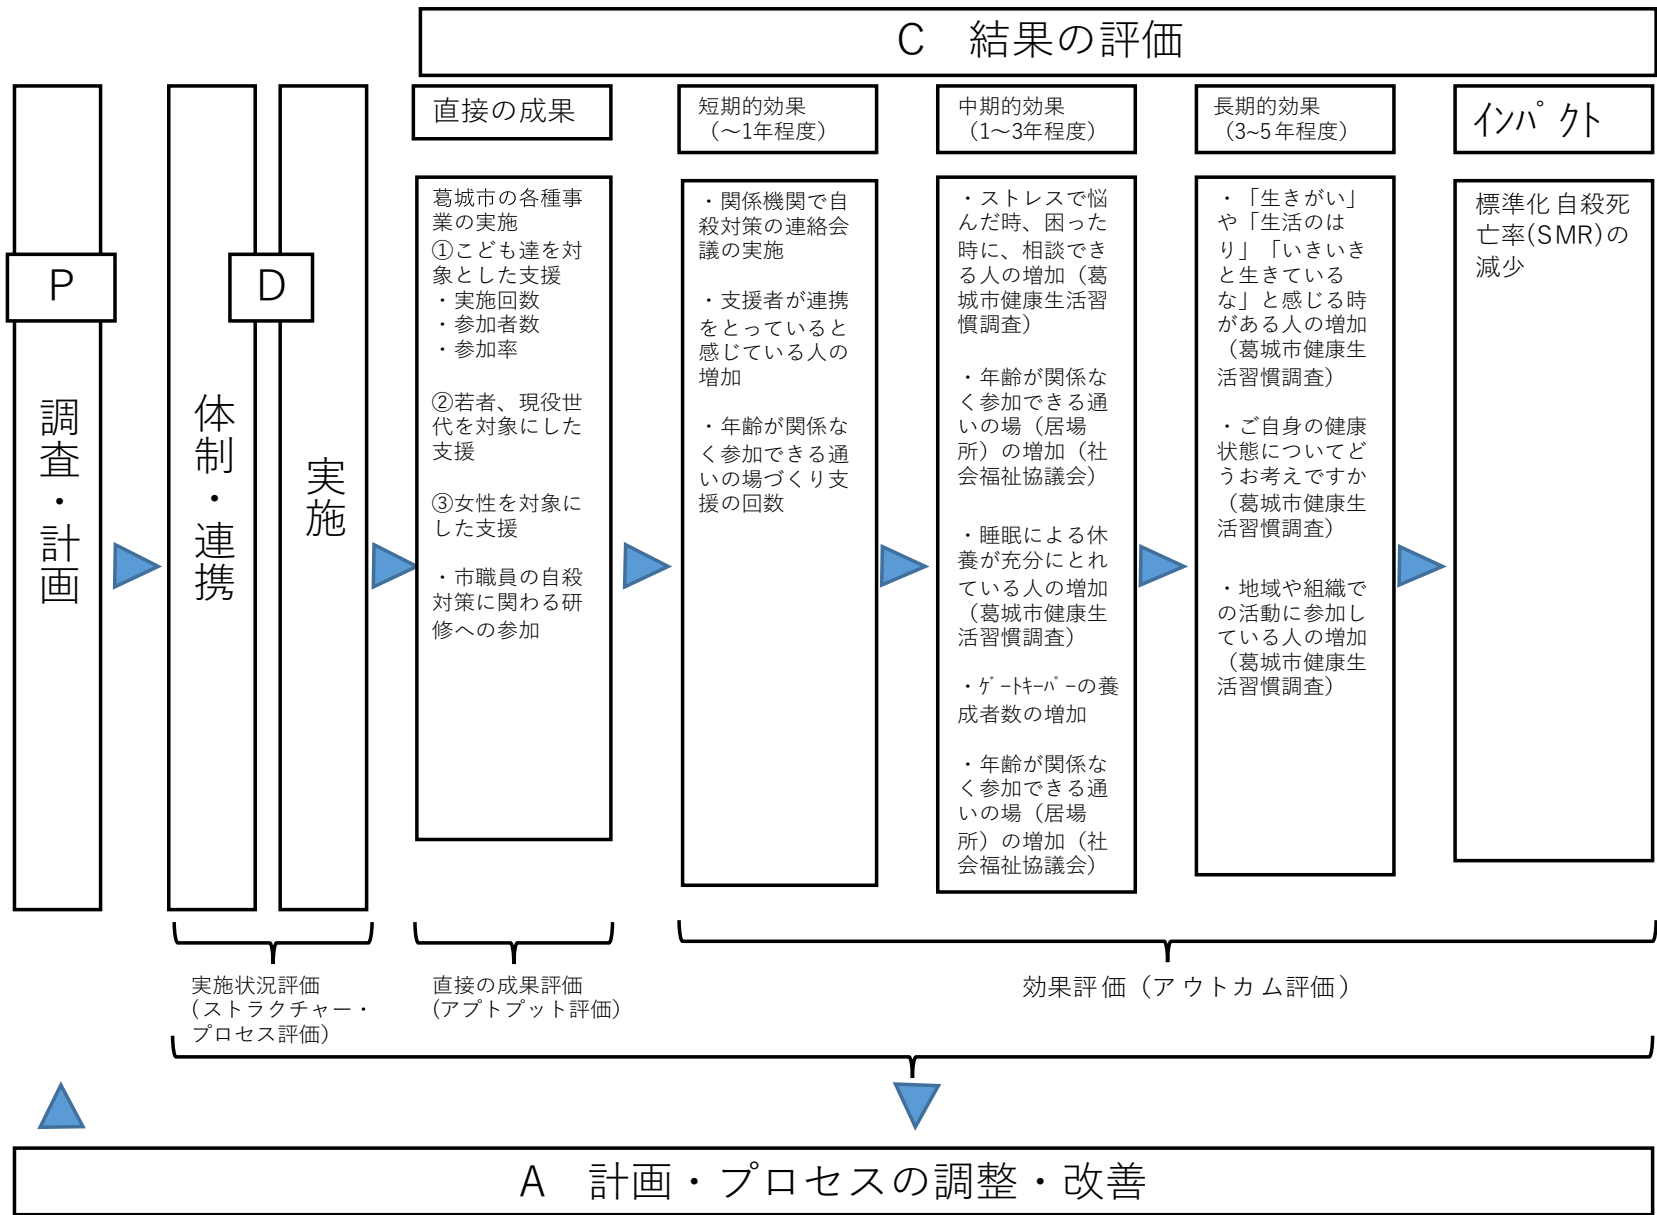 C 結果の評価
P
調査・計画
D
体制・連携
実施
直接の成果
葛城市の各種事
業の実施
①こども達を対
象とした支援
・実施回数
・参加者数
・参加率
②若者、現役世
代を対象にした
支援
③女性を対象に
した支援
・市職員の自殺
対策に関わる研
修への参加
短期的効果
（～1年程度）
・関係機関で自
殺対策の連絡会
議の実施
・支援者が連携
をとっていると
感じている人の
増加
・年齢が関係な
く参加できる通
いの場づくり支
援の回数
中期的効果
（1～3年程度）
・ストレスで悩
んだ時、困った
時に、相談でき
る人の増加（葛
城市健康生活習
慣調査）
・年齢が関係な
く参加できる通
いの場（居場
所）の増加（社
会福祉協議会）
・睡眠による休
養が充分にとれ
ている人の増加
（葛城市健康生
活習慣調査）
・ｹﾞｰﾄｷｰﾊﾟｰの養
成者数の増加
・年齢が関係な
く参加できる通
いの場（居場
所）の増加（社
会福祉協議会）
長期的効果
（3~5年程度）
・「生きがい」
や「生活のは
り」「いきいき
と生きている
な」と感じる時
がある人の増加
（葛城市健康生
活習慣調査）
・ご自身の健康
状態についてど
うお考えですか
（葛城市健康生
活習慣調査）
・地域や組織で
の活動に参加し
ている人の増加
（葛城市健康生
活習慣調査）
ｲﾝﾊﾟｸﾄ
標準化自殺死
亡率(SMR)の
減少
実施状況評価
(ストラクチャー・
プロセス評価)
直接の成果評価
(アプトプット評価)
効果評価（アウトカム評価）
A 計画・プロセスの調整・改善